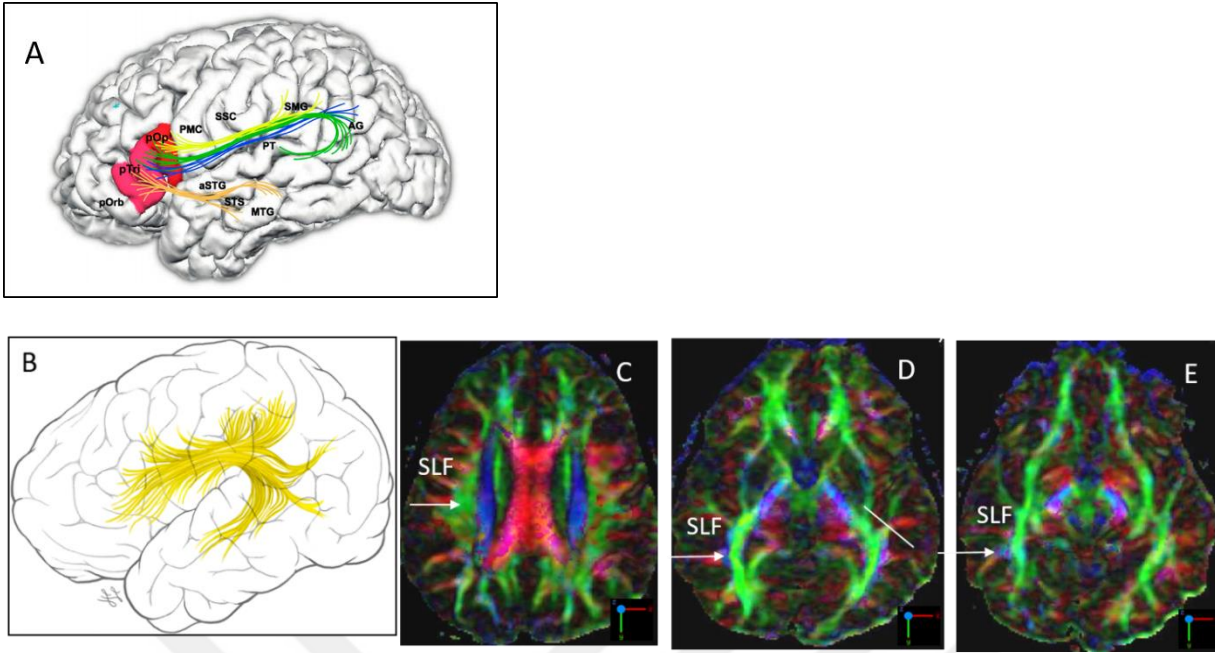 A
pOp
PMC
SSC
SMG
AG
PT
pTri
pOrb
aSTG
STS
MTG
B
C
SLF
D
SLF
E
SLF